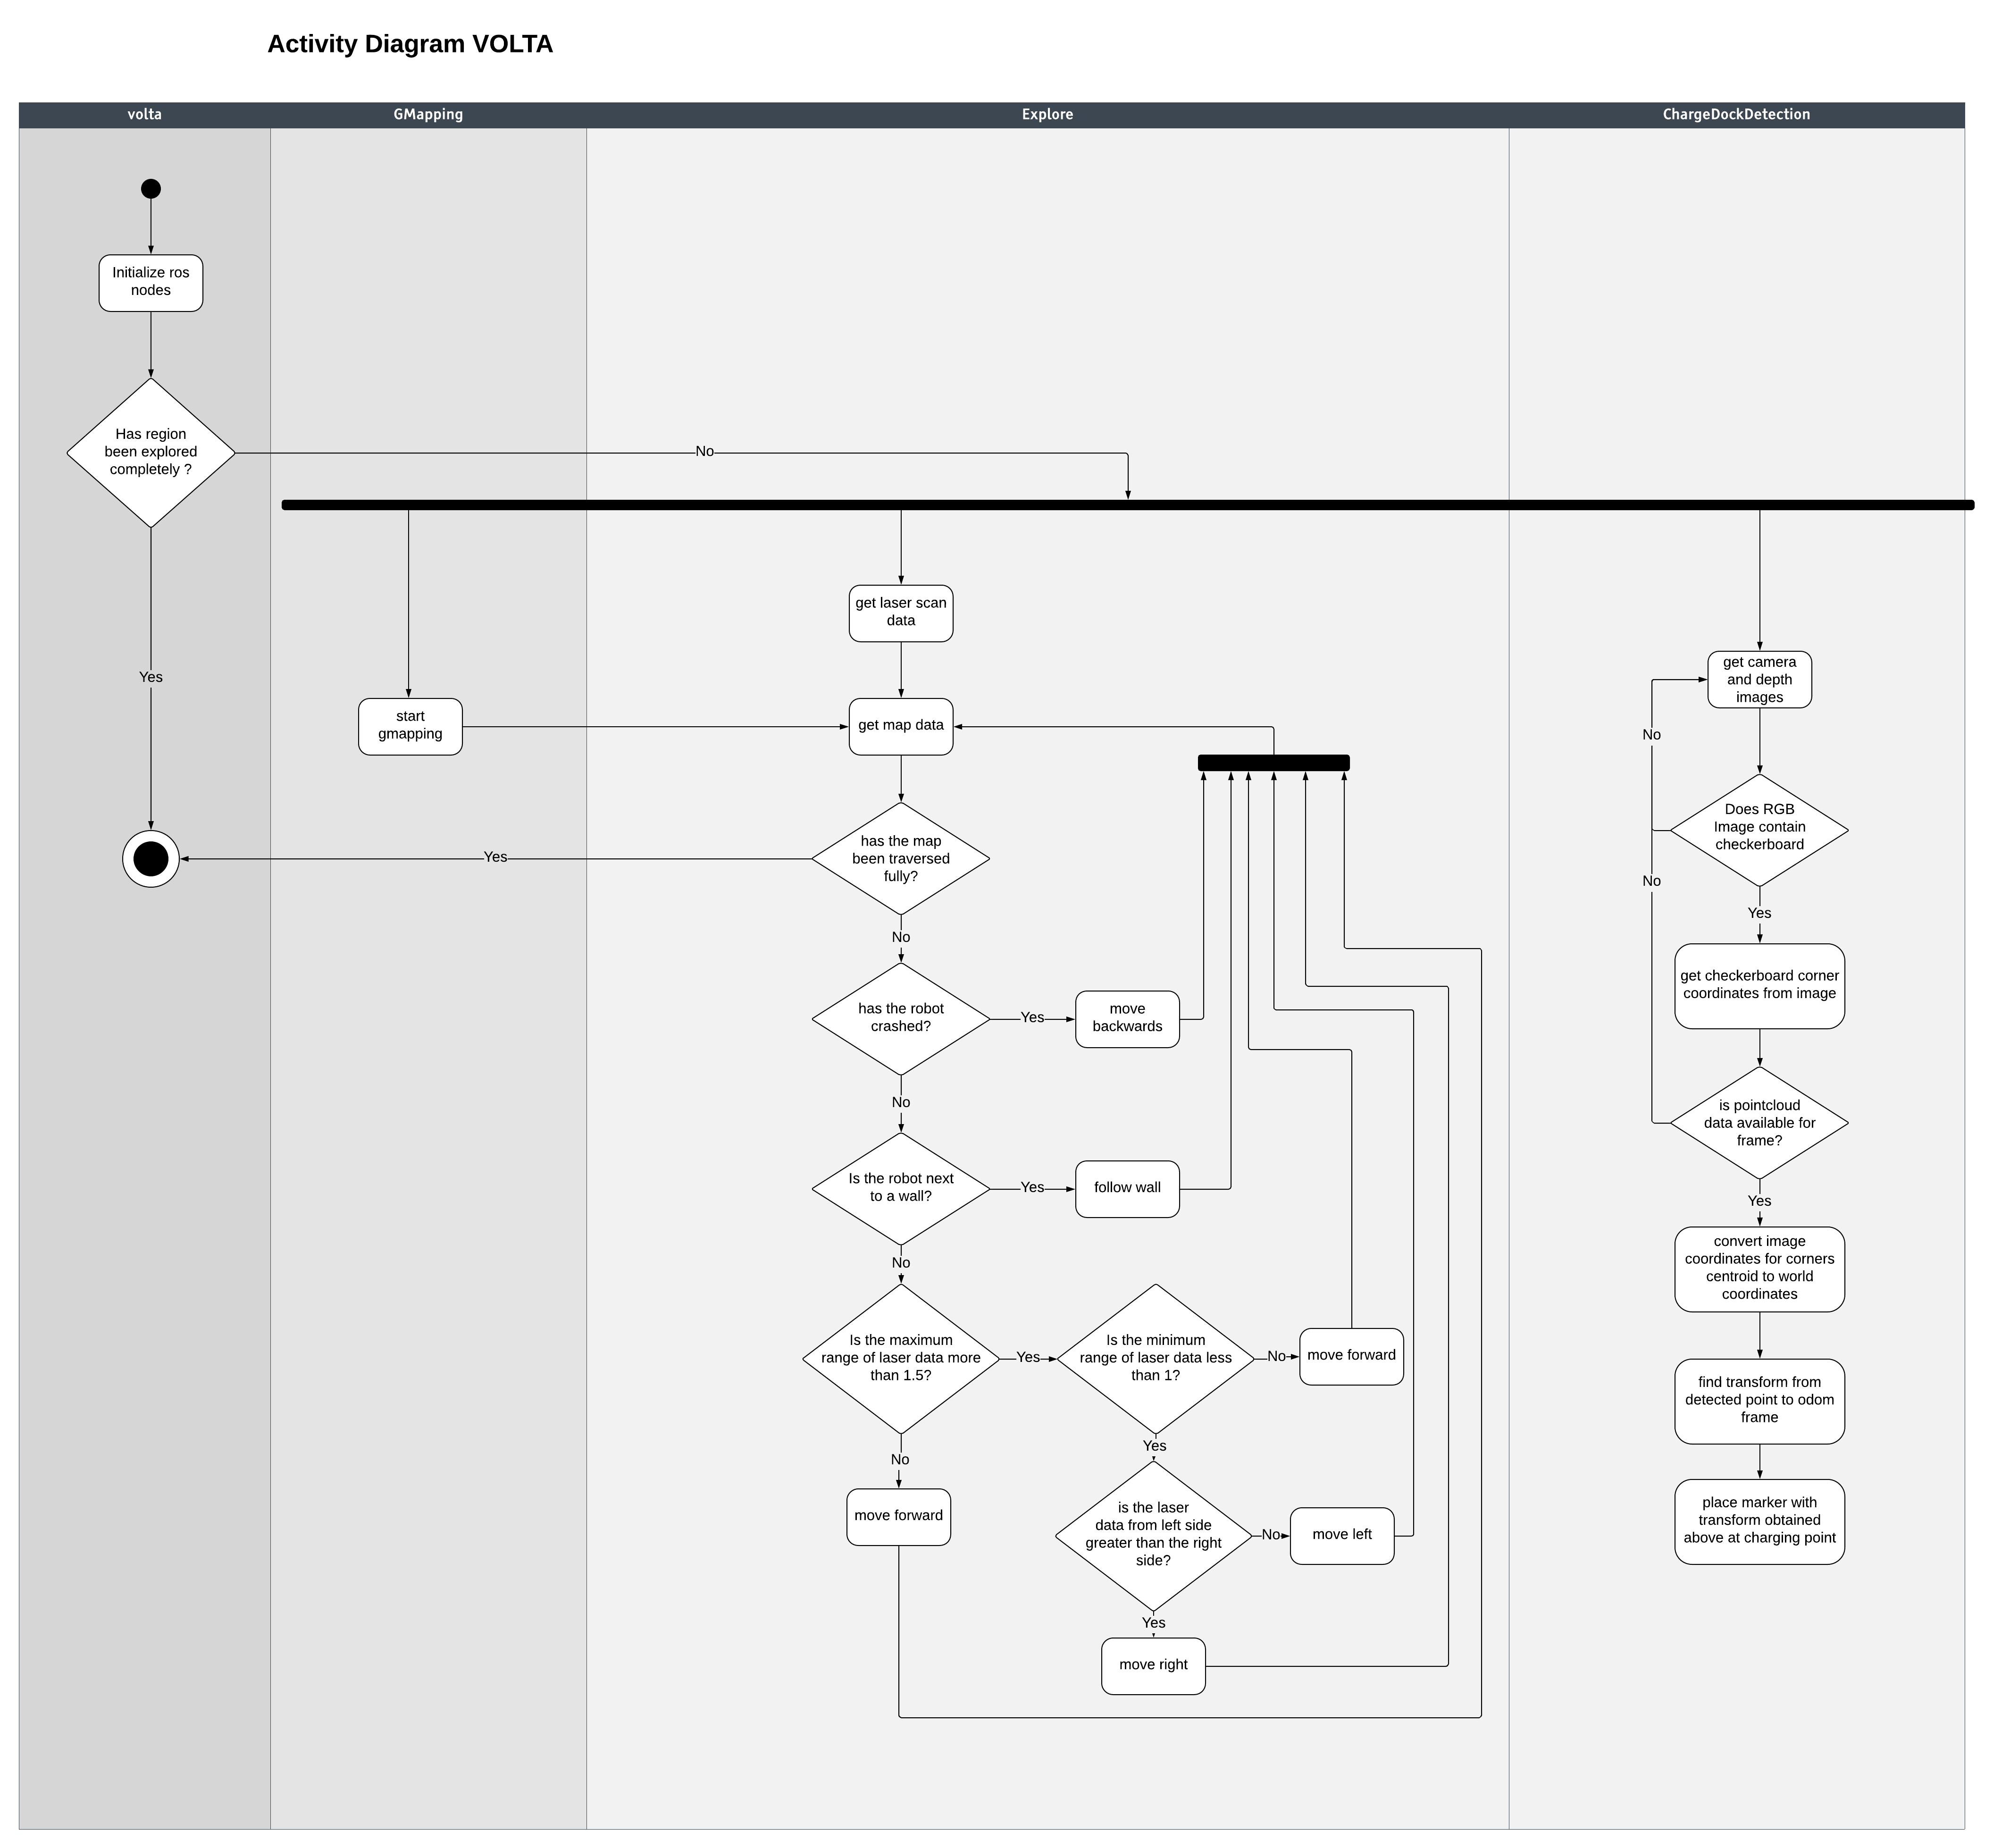 Activity Diagram VOLTA
volta
GMapping
Explore
ChargeDockDetection
Initialize ros
nodes
Has region
been explored
completely ?
No
Yes
start
gmapping
get laser scan
data
get map data
has the map
been traversed
fully?
Yes
No
has the robot
crashed?
Yes
move
backwards
No
Is the robot next
to a wall?
Yes
follow wall
No
Is the maximum
range of laser data more
than 1.5?
Yes
Is the minimum
range of laser data less
than 1?
No
move forward
No
move forward
Yes
is the laser
data from left side
greater than the right
side?
No
move left
Yes
move right
get camera
and depth
images
No
Does RGB
Image contain
checkerboard
No
Yes
get checkerboard corner
coordinates from image
is pointcloud
data available for
frame?
Yes
convert image
coordinates for corners
centroid to world
coordinates
find transform from
detected point to odom
frame
place marker with
transform obtained
above at charging point